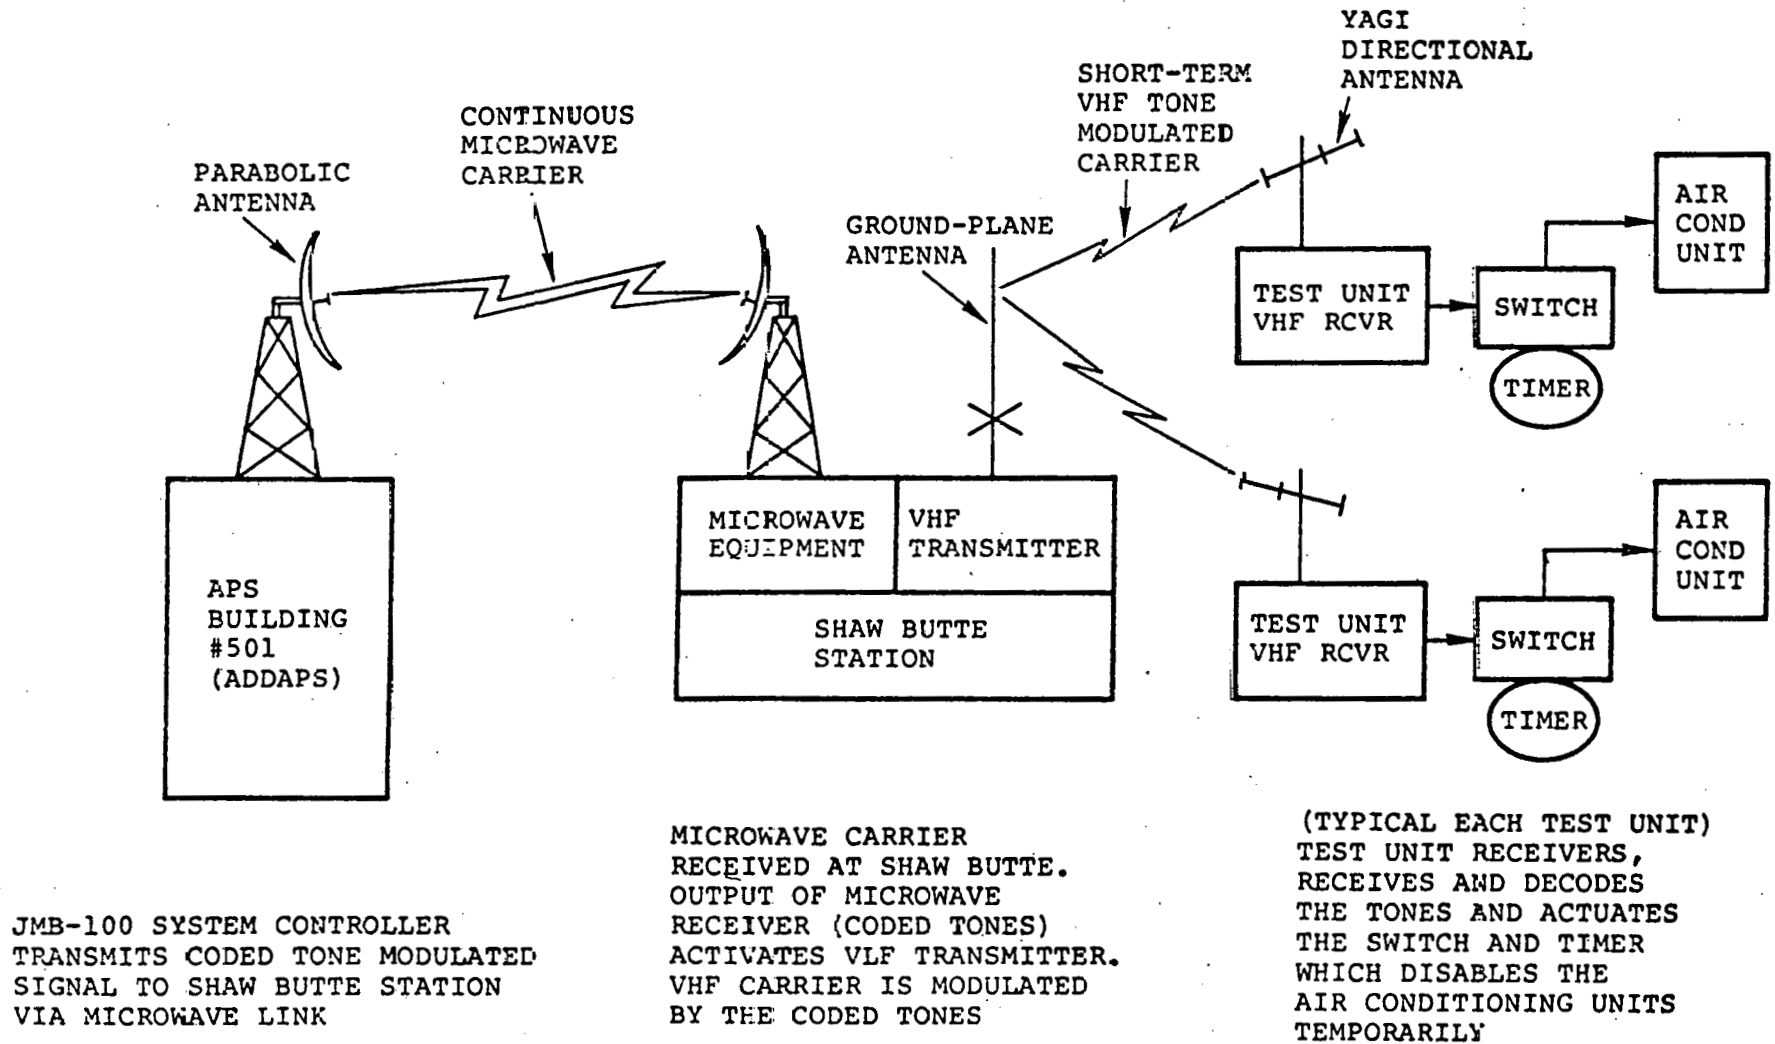 YAGI
DIRECTIONAL
ANTENNA
SHORT-TERM
VHF TONE
MODULATED
CARRIER
CONTINUOUS
MICROWAVE
CARRIER
PARABOLIC
ANTENNA
GROUND-PLANE
ANTENNA
AIR
COND
UNIT
TEST UNIT
VHF RCVR
SWITCH
TIMER
MICROWAVE
EQUIPMENT
VHF
TRANSMITTER
SHAW BUTTE
STATION
APS
BUILDING
#501
(ADDAPS)
AIR
COND
UNIT
TEST UNIT
VHF RCVR
SWITCH
TIMER
JMB-100 SYSTEM CONTROLLER
TRANSMITS CODED TONE MODULATED
SIGNAL TO SHAW BUTTE STATION
VIA MICROWAVE LINK
MICROWAVE CARRIER
RECEIVED AT SHAW BUTTE.
OUTPUT OF MICROWAVE
RECEIVER (CODED TONES)
ACTIVATES VLF TRANSMITTER.
VHF CARRIER IS MODULATED
BY THE CODED TONES
(TYPICAL EACH TEST UNIT)
TEST UNIT RECEIVERS,
RECEIVES AND DECODES
THE TONES AND ACTUATES
THE SWITCH AND TIMER
WHICH DISABLES THE
AIR CONDITIONING UNITS
TEMPORARILY